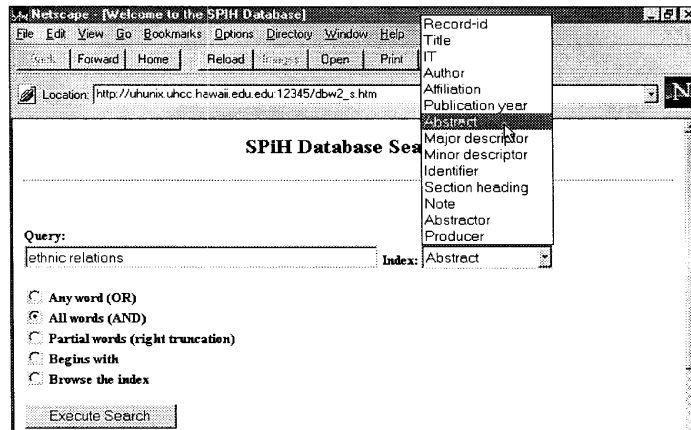 Netscape - [Welcome to the SPIH Database]
File Edit View Go Bookmarks Options Directory Window Help
Back Forward Home Reload Images Open Print
Location: http://uhunix.uhcc.hawaii.edu.edu:12345/dbw2_s.htm
N
SPiH Database Sea
Query:
ethnic relations
Index: Abstract
Record-id
Title
IT
Author
Affiliation
Publication year
Abstract
Major descriptor
Minor descriptor
Identifier
Section heading
Note
Abstractor
Producer
Any word (OR)
All words (AND)
Partial words (right truncation)
Begins with
Browse the index
Execute Search